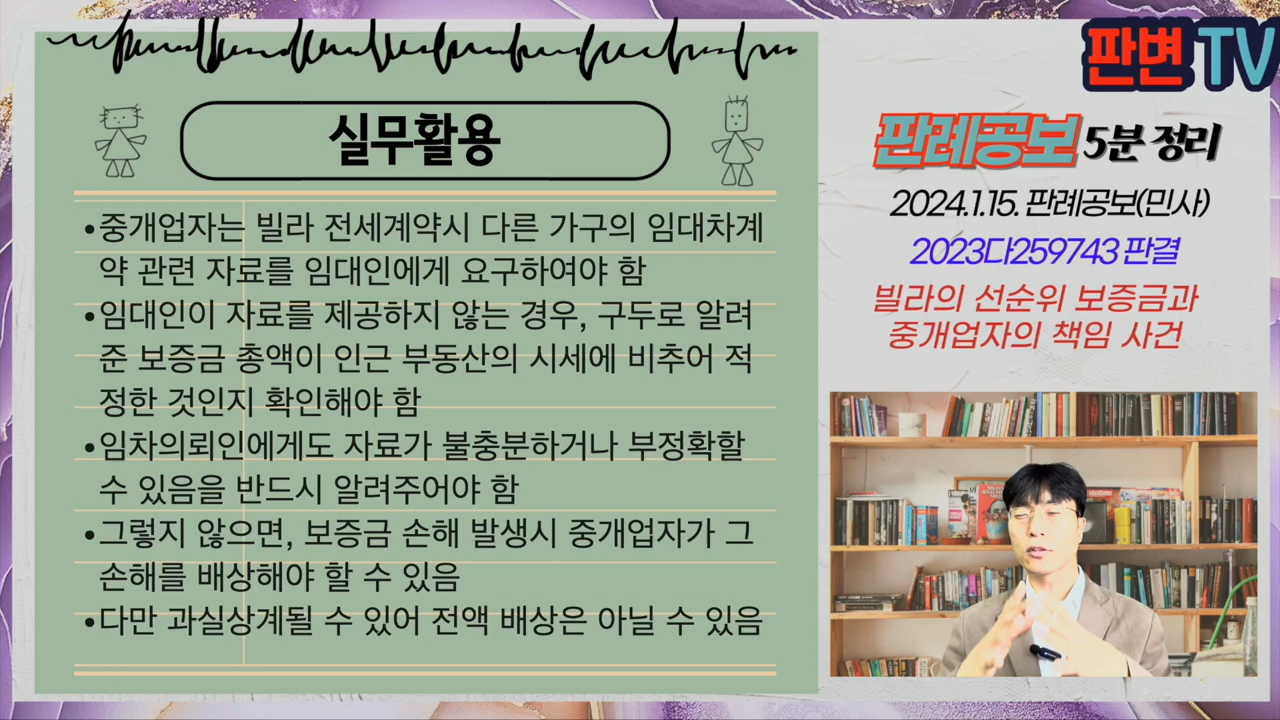 판변 TV
실무활용
•중개업자는 빌라 전세계약시 다른 가구의 임대차계
약 관련 자료를 임대인에게 요구하여야 함
•임대인이 자료를 제공하지 않는 경우, 구두로 알려
준 보증금 총액이 인근 부동산의 시세에 비추어 적
정한 것인지 확인해야 함
•임차의뢰인에게도 자료가 불충분하거나 부정확할
수 있음을 반드시 알려주어야 함
•그렇지 않으면, 보증금 손해 발생시 중개업자가 그
손해를 배상해야 할 수 있음
•다만 과실상계될 수 있어 전액 배상은 아닐 수 있음
판례공보 5분 정리
2024.1.15. 판례공보(민사)
2023다259743 판결
빌라의 선순위 보증금과
중개업자의 책임 사건